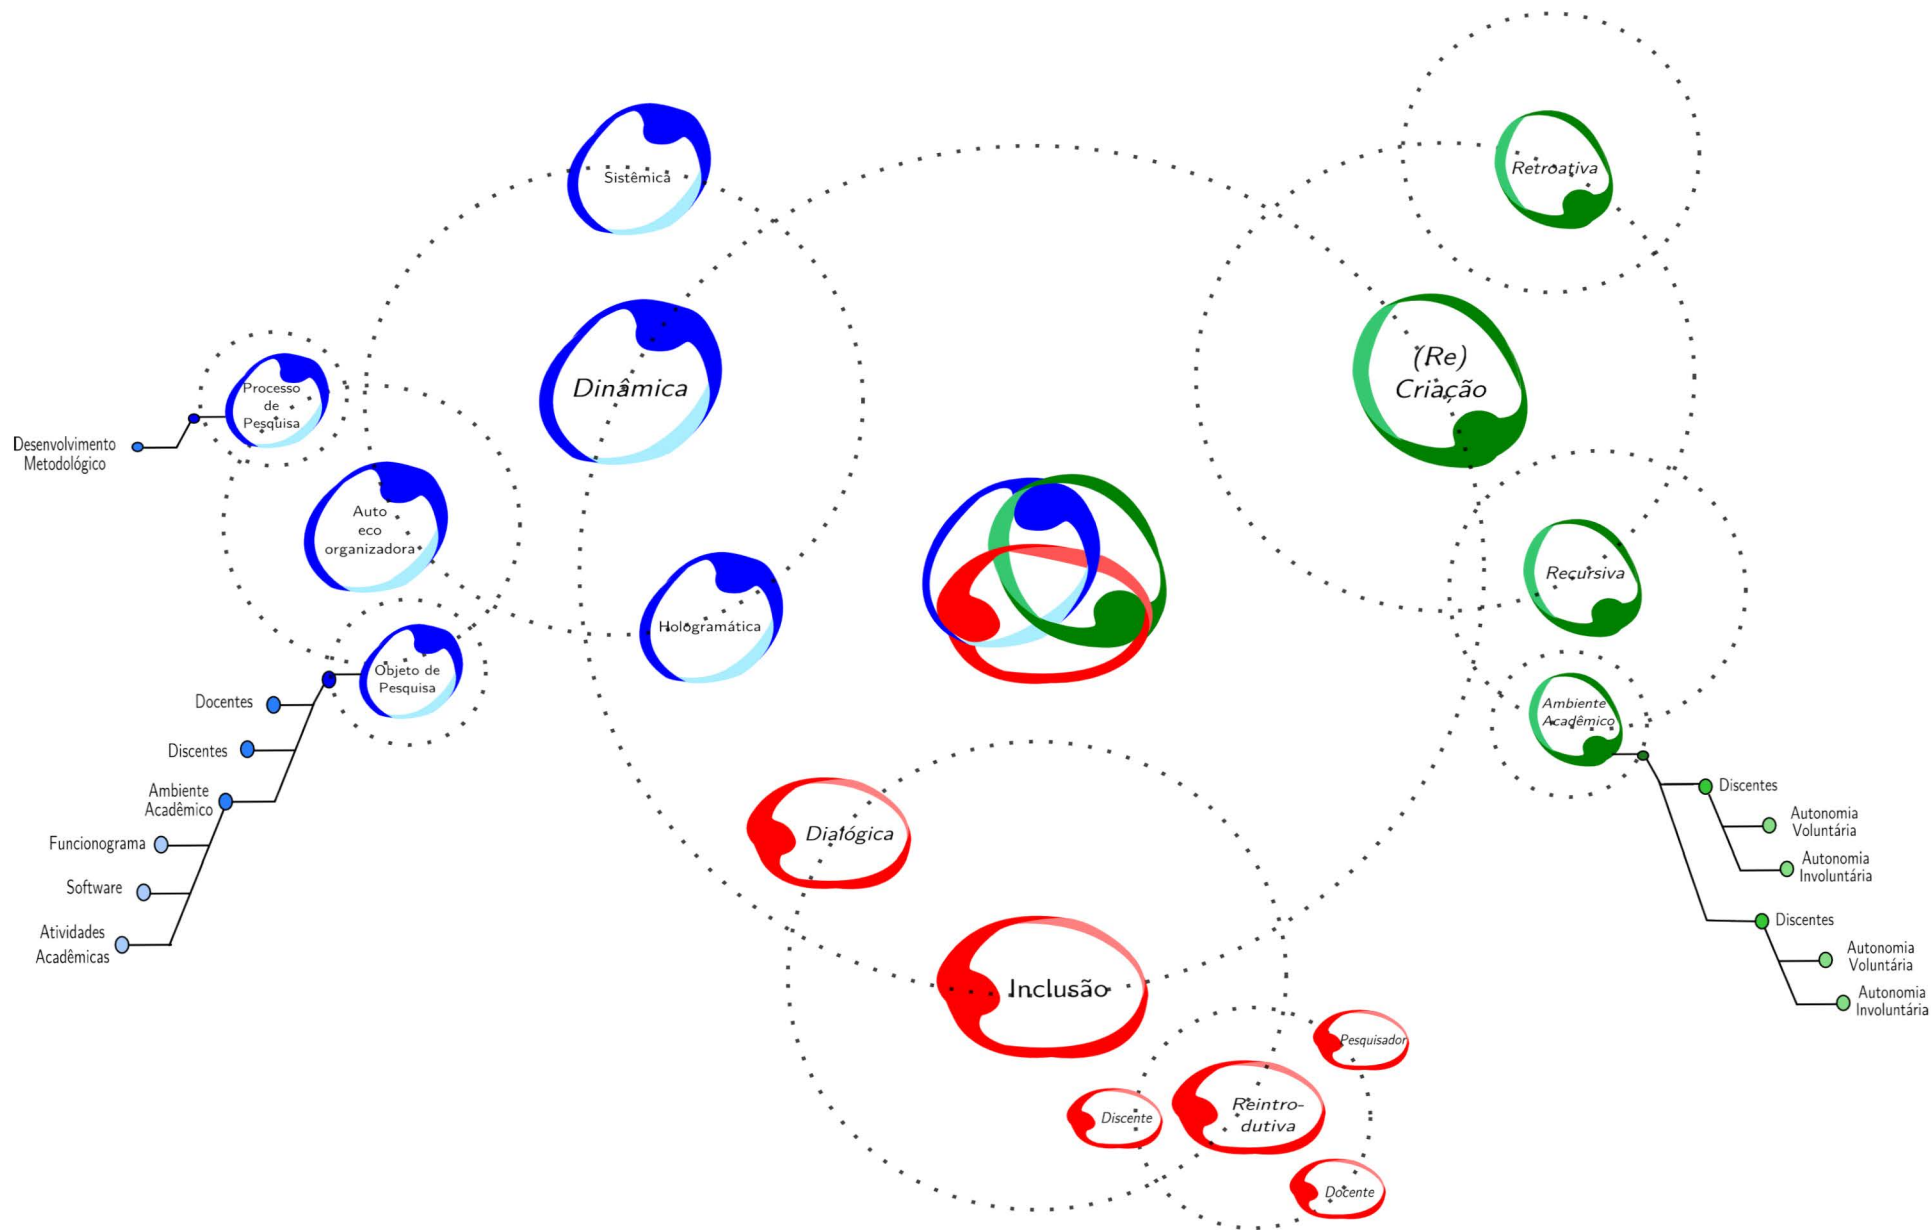 Sistêmica
Retroativa
Dinâmica
(Re)
Criação
Processo
de
Pesquisa
Desenvolvimento
Metodológico
Auto
eco
organizadora
Hologramática
Recursiva
Objeto de
Pesquisa
Docentes
Discentes
Ambiente
Acadêmico
Funcionograma
Software
Atividades
Acadêmicas
Ambiente
Acadêmico
Discentes
Autonomia
Voluntária
Autonomia
Involuntária
Discentes
Autonomia
Voluntária
Autonomia
Involuntária
Dialógica
Inclusão
Pesquisador
Discente
Reintro-
dutiva
Docente